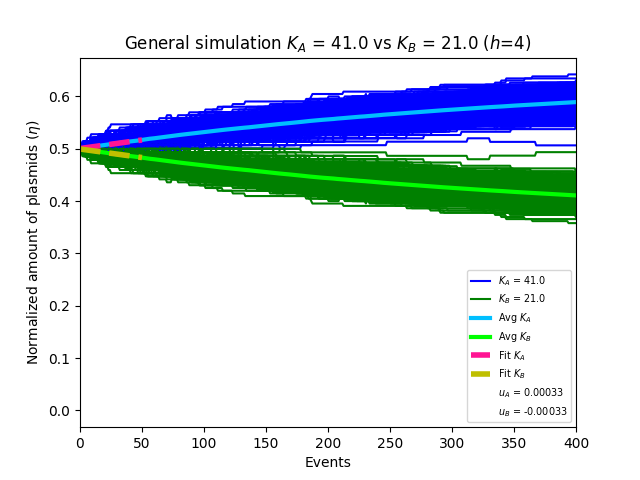 General simulation K_A = 41.0 vs K_B = 21.0 (h=4)
Normalized amount of plasmids (η)
0.6
0.5
0.4
0.3
0.2
0.1
0.0
K_A = 41.0
K_B = 21.0
Avg K_A
Avg K_B
Fit K_A
Fit K_B
u_A = 0.00033
u_B = -0.00033
0 50 100 150 200 250 300 350 400
Events